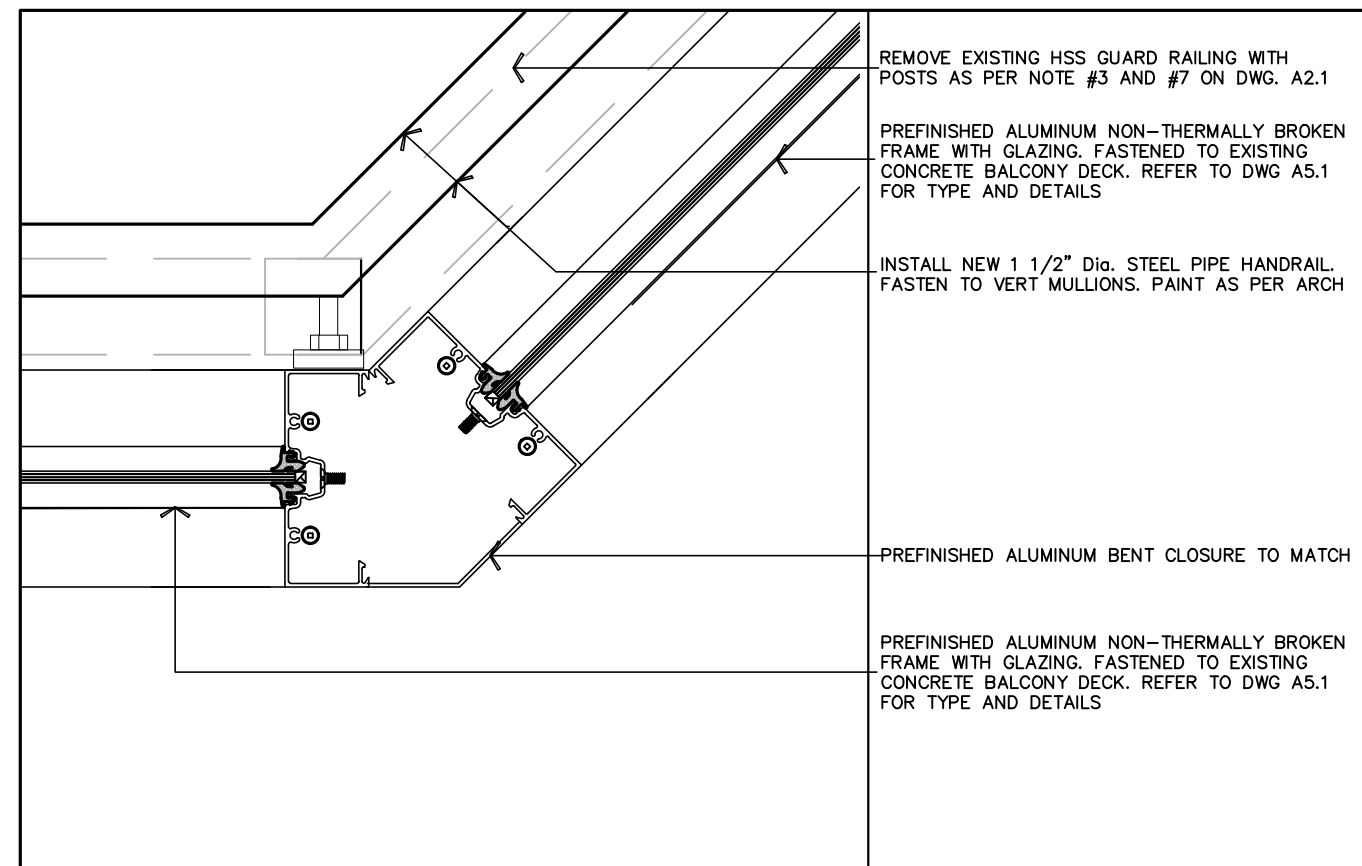 REMOVE EXISTING HSS GUARD RAILING WITH
POSTS AS PER NOTE #3 AND #7 ON DWG. A2.1
PREFINISHED ALUMINUM NON-THERMALLY BROKEN
FRAME WITH GLAZING. FASTENED TO EXISTING
CONCRETE BALCONY DECK. REFER TO DWG A5.1
FOR TYPE AND DETAILS
INSTALL NEW 1 1/2" Dia. STEEL PIPE HANDRAIL.
FASTEN TO VERT MULLIONS. PAINT AS PER ARCH
PREFINISHED ALUMINUM BENT CLOSURE TO MATCH
PREFINISHED ALUMINUM NON-THERMALLY BROKEN
FRAME WITH GLAZING. FASTENED TO EXISTING
CONCRETE BALCONY DECK. REFER TO DWG A5.1
FOR TYPE AND DETAILS